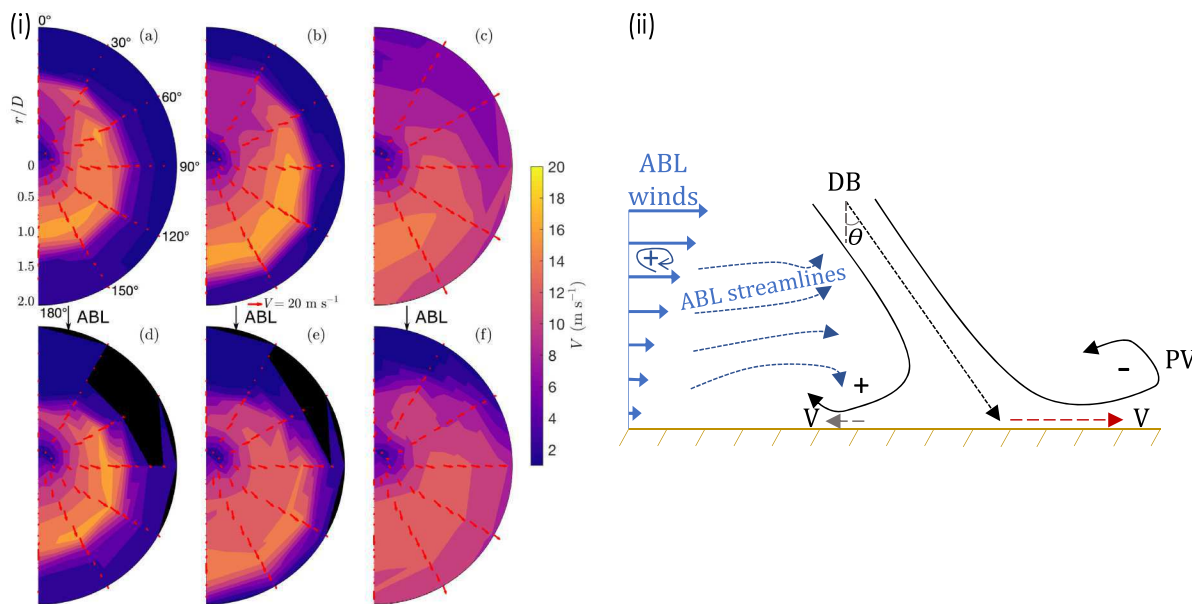 (i)
(ii)
0°
(a)
(b)
(c)
30°
60°
r/D
0
90°
0.5
1.0
120°
1.5
150°
2.0
180°
ABL
V = 20 m s⁻¹
ABL
ABL
(d)
(e)
(f)
20
18
16
14
12
10
8
6
4
2
V (m s⁻¹)
ABL
winds
DB
θ
+
ABL streamlines
PV
+
-
V
V